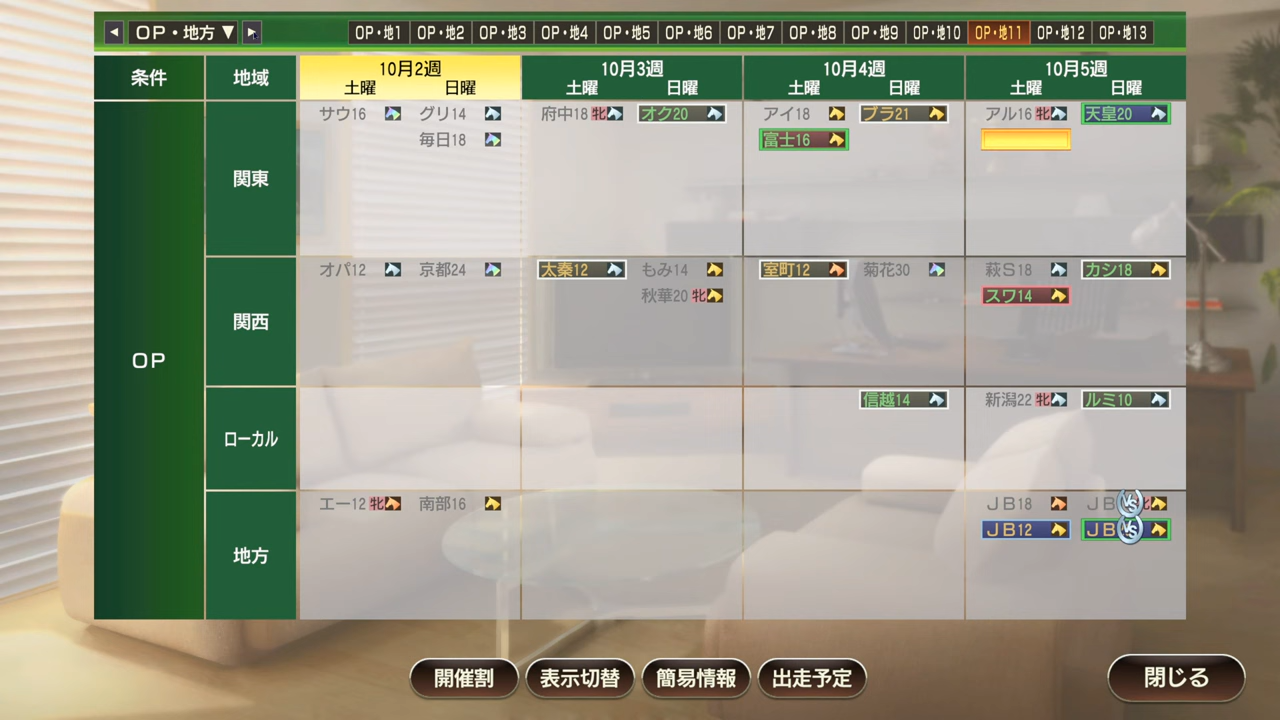 ◀ OP・地方▼ ▶ OP・地1 OP・地2 OP・地3 OP・地4 OP・地5 OP・地6 OP・地7 OP・地8 OP・地9 OP・地10 OP・地11 OP・地12 OP・地13
条件 地域 10月2週 10月3週 10月4週 10月5週
土曜 日曜 土曜 日曜 土曜 日曜 土曜 日曜
OP
関東
サウ16 グリ14 府中18 牝 オク20 アイ18 ブラ21 アル16 牝 天皇20
毎日18 富士16
関西
オパ12 京都24 太秦12 もみ14 室町12 菊花30 萩S18 カシ18
秋華20 牝 スワ14
ローカル
信越14 新潟22 牝 ルミ10
地方
エー12 牝 南部16 JB18 JB VS 牝
JB12 JB VS
開催割 表示切替 簡易情報 出走予定 閉じる